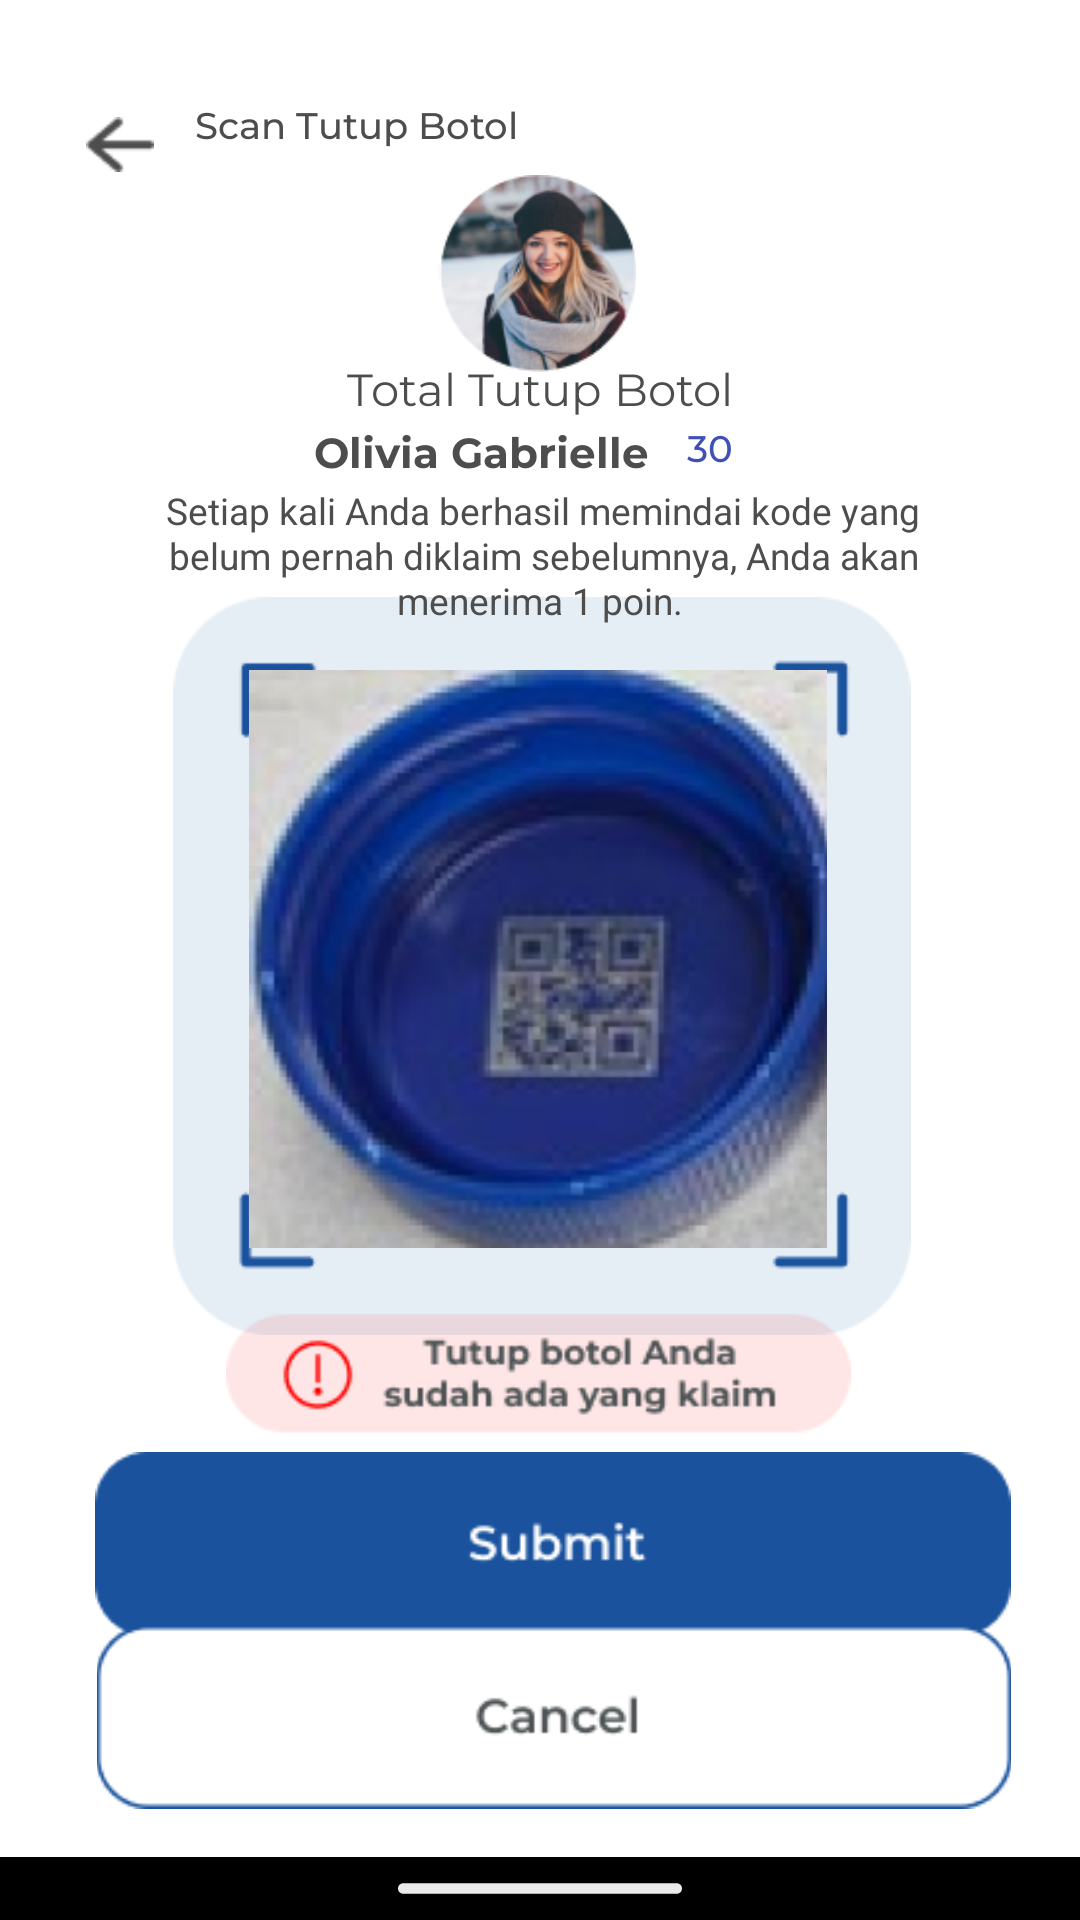 Scan Tutup Botol
Total Tutup Botol
Olivia Gabrielle 30
Setiap kali Anda berhasil memindai kode yang
belum pernah diklaim sebelumnya, Anda akan
menerima 1 poin.
Tutup botol Anda
sudah ada yang klaim
Submit
Cancel